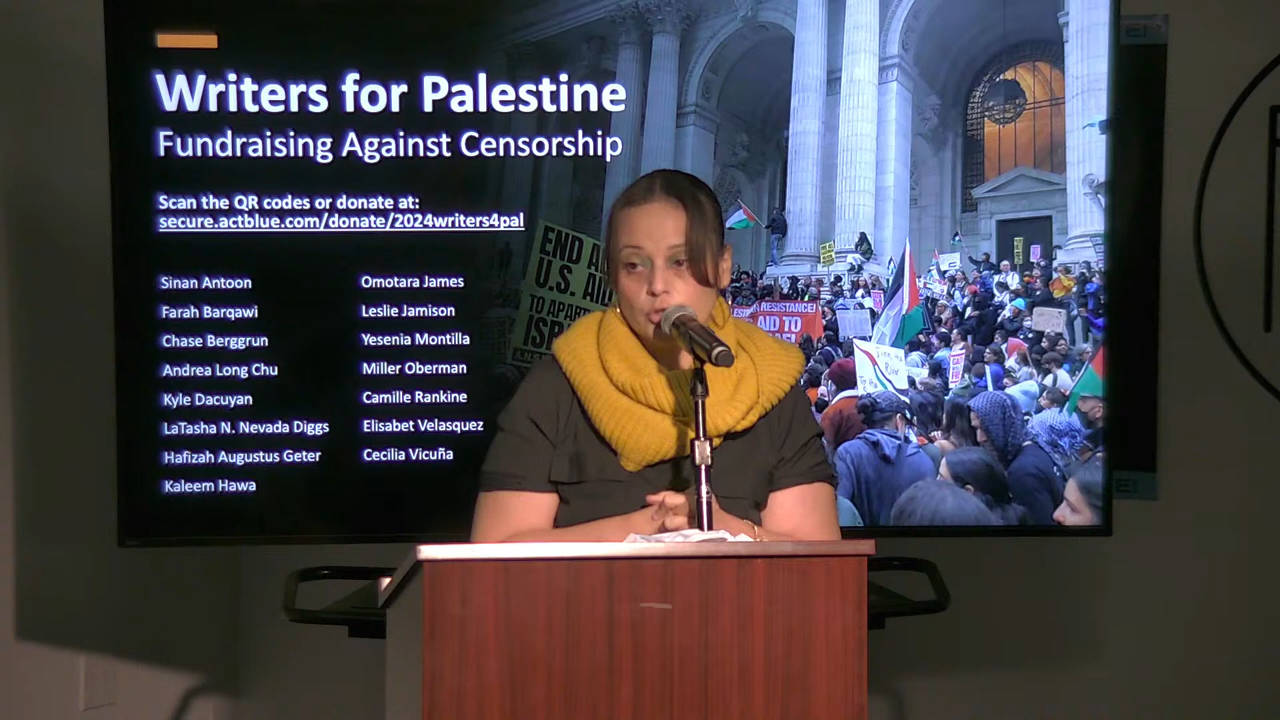 Writers for Palestine
Fundraising Against Censorship
Scan the QR codes or donate at:
secure.actblue.com/donate/2024writers4pal
Sinan Antoon
Farah Barqawi
Chase Berggrun
Andrea Long Chu
Kyle Dacuyan
LaTasha N. Nevada Diggs
Hafizah Augustus Geter
Kaleem Hawa
Omotara James
Leslie Jamison
Yesenia Montilla
Miller Oberman
Camille Rankine
Elisabet Velasquez
Cecilia Vicuña
END A
U.S. AID
TO APART
ISR
RESISTANCE!
AID TO
River